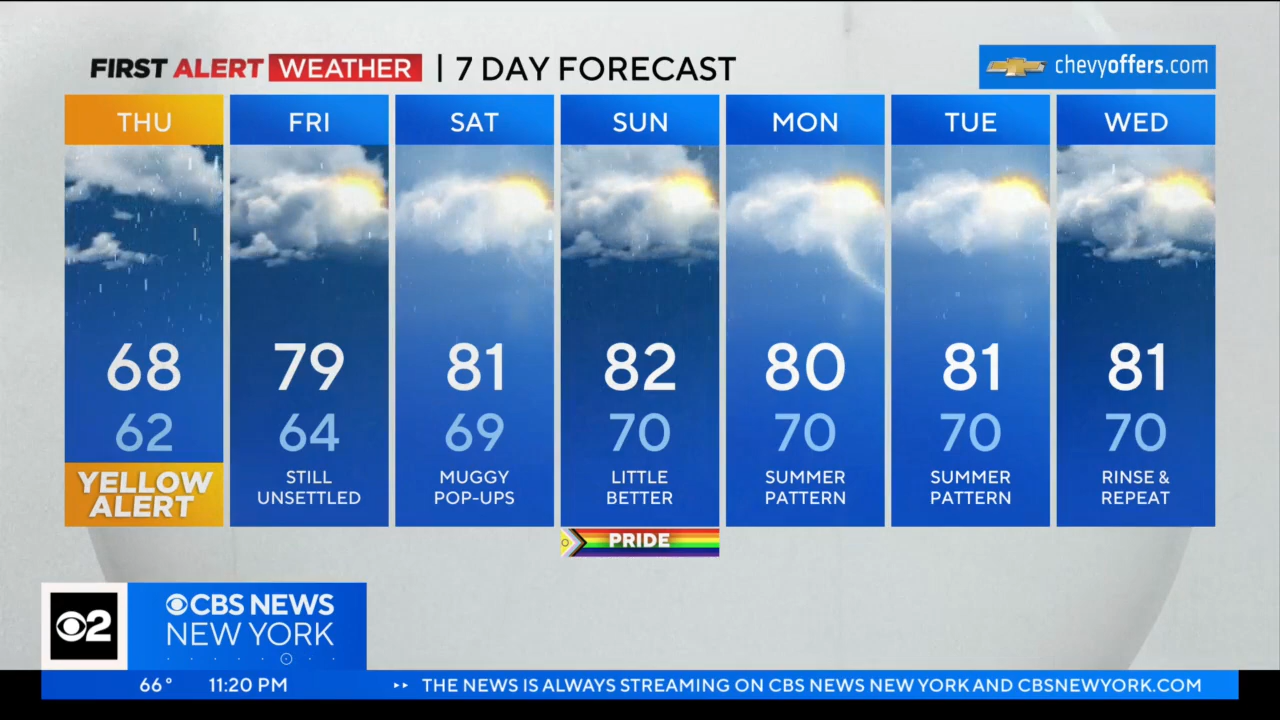 FIRST ALERT WEATHER | 7 DAY FORECAST
chevyoffers.com
THU
68
62
YELLOW
ALERT
FRI
79
64
STILL
UNSETTLED
SAT
81
69
MUGGY
POP-UPS
SUN
82
70
LITTLE
BETTER
PRIDE
MON
80
70
SUMMER
PATTERN
TUE
81
70
SUMMER
PATTERN
WED
81
70
RINSE &
REPEAT
2
CBS NEWS
NEW YORK
66° 11:20 PM
THE NEWS IS ALWAYS STREAMING ON CBS NEWS NEW YORK AND CBSNEWYORK.COM